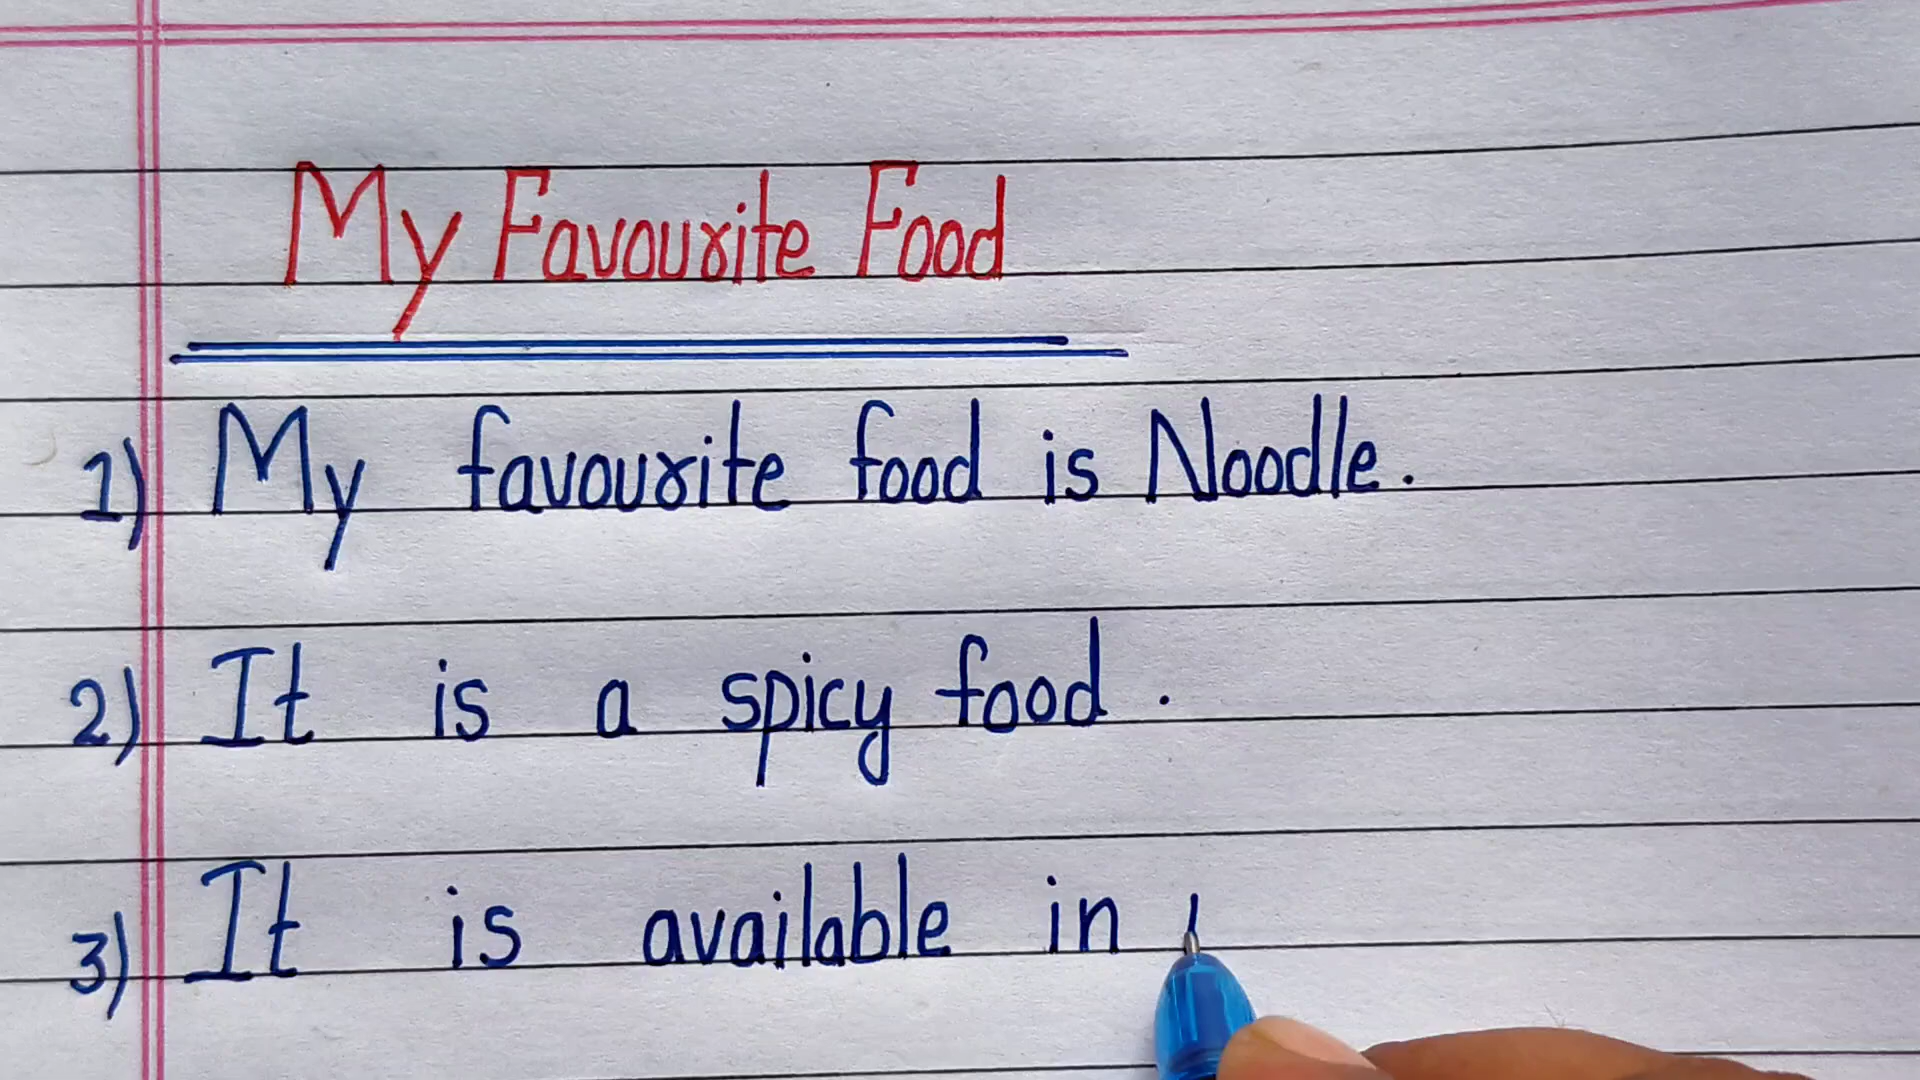 My Favourite Food
1) My favourite food is Noodle.
2) It is a spicy food.
3) It is available in